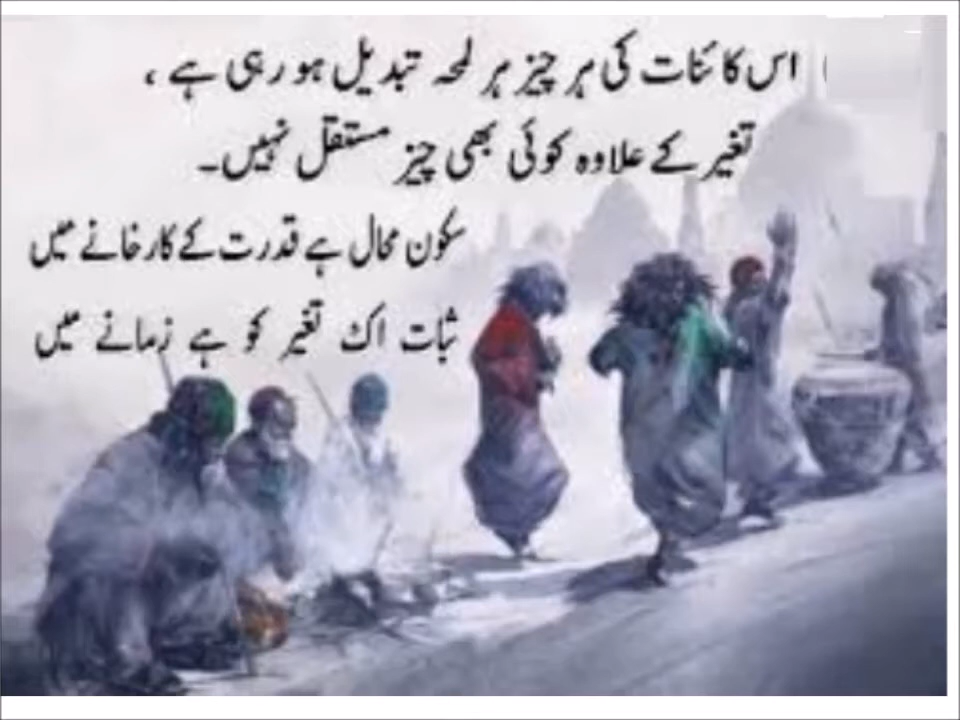 اس کائنات کی ہر چیز ہر لمحہ تبدیل ہو رہی ہے ،
تغیر کے علاوہ کوئی بھی چیز مستقل نہیں۔
سکون محال ہے قدرت کے کارخانے میں
ثبات اک تغیر کو ہے زمانے میں